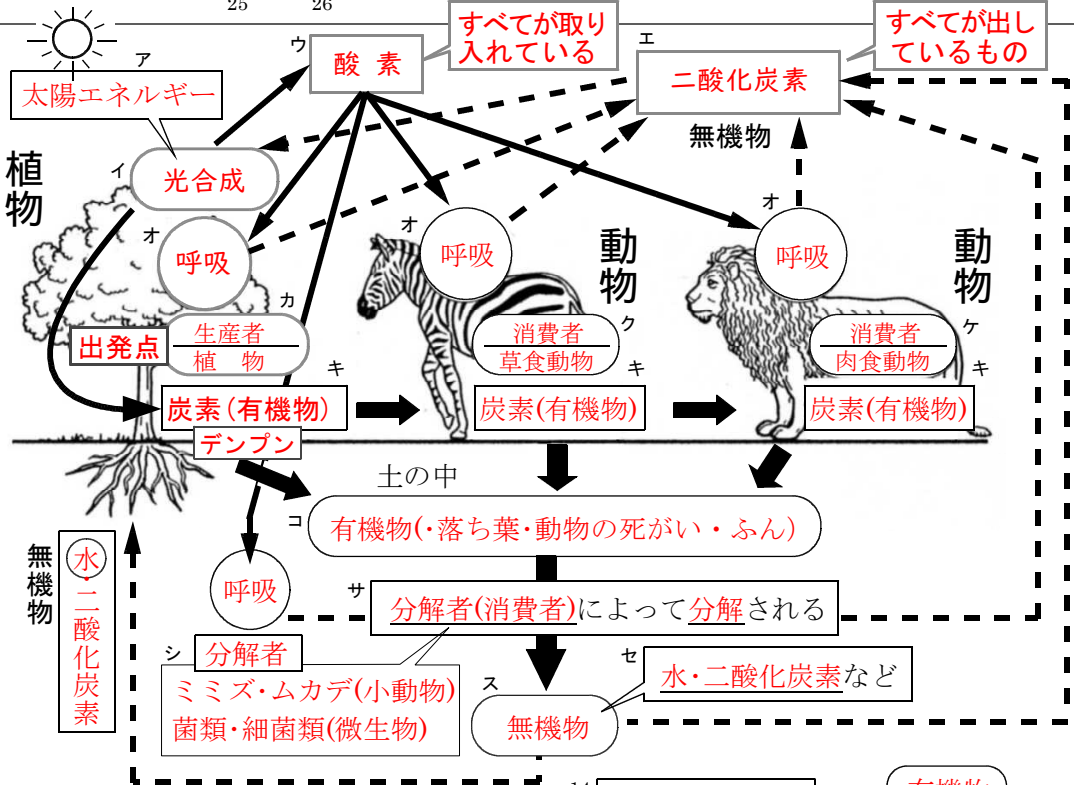 25 26
すべてが取り
入れている
すべてが出し
ているもの
ア
太陽エネルギー
ウ
酸 素
エ
二酸化炭素
無機物
植物
イ
光合成
オ
呼吸
オ
呼吸
動物
オ
呼吸
動物
カ
出発点
生産者
植 物
ク
消費者
草食動物
ケ
消費者
肉食動物
キ
炭素(有機物)
デンプン
キ
炭素(有機物)
キ
炭素(有機物)
土の中
コ
有機物(・落ち葉・動物の死がい・ふん)
無機物
水・二酸化炭素
呼吸
サ
分解者(消費者)によって分解される
シ
分解者
ミミズ・ムカデ(小動物)
菌類・細菌類(微生物)
セ
水・二酸化炭素など
ス
無機物